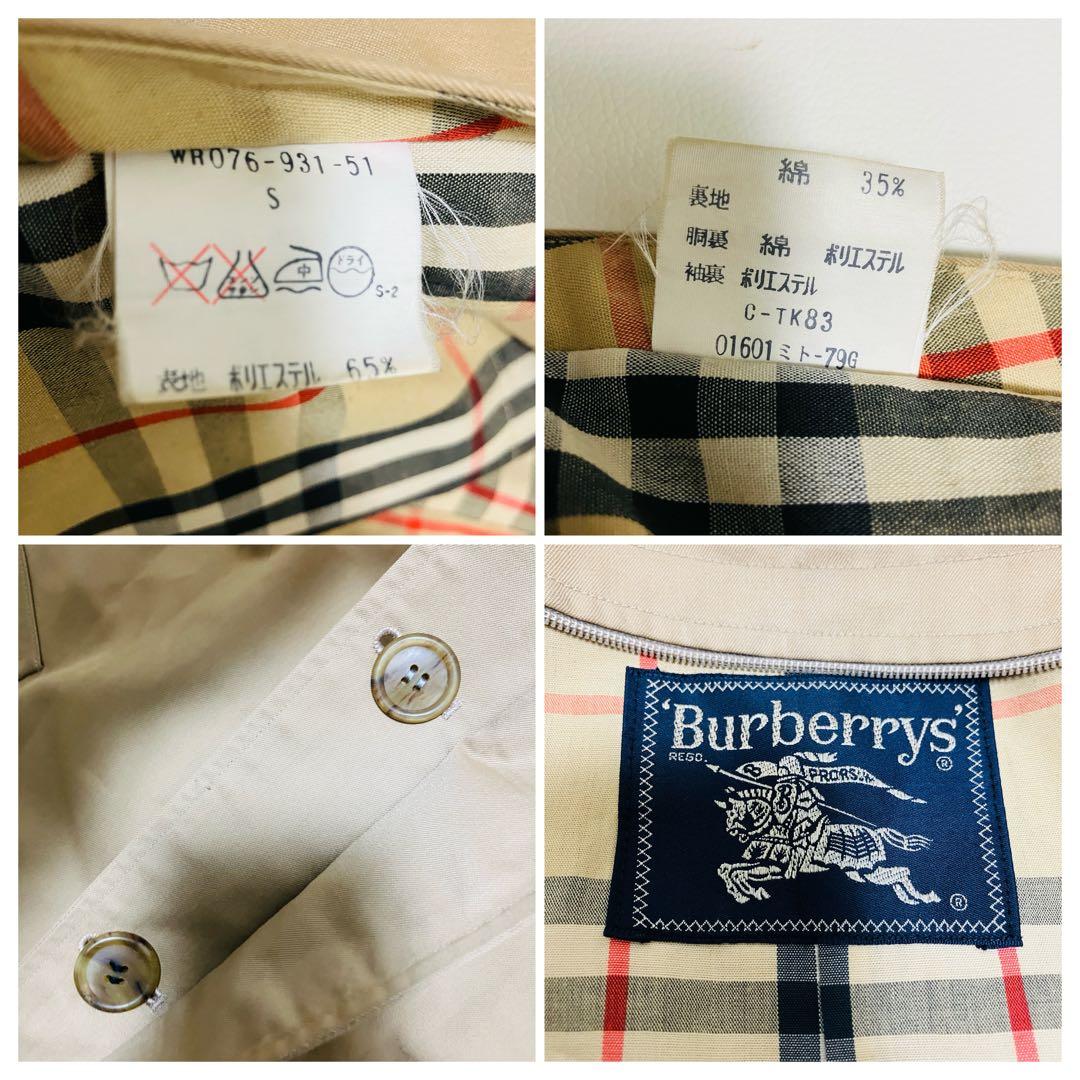 WR076-931-51
S
中
ドライ
S-2
表地 ポリエステル 65%
綿 35%
裏地
胴裏 綿 ポリエステル
袖裏 ポリエステル
C-TK83
01601ミト-79G
'Burberrys'
REGD.
®
®